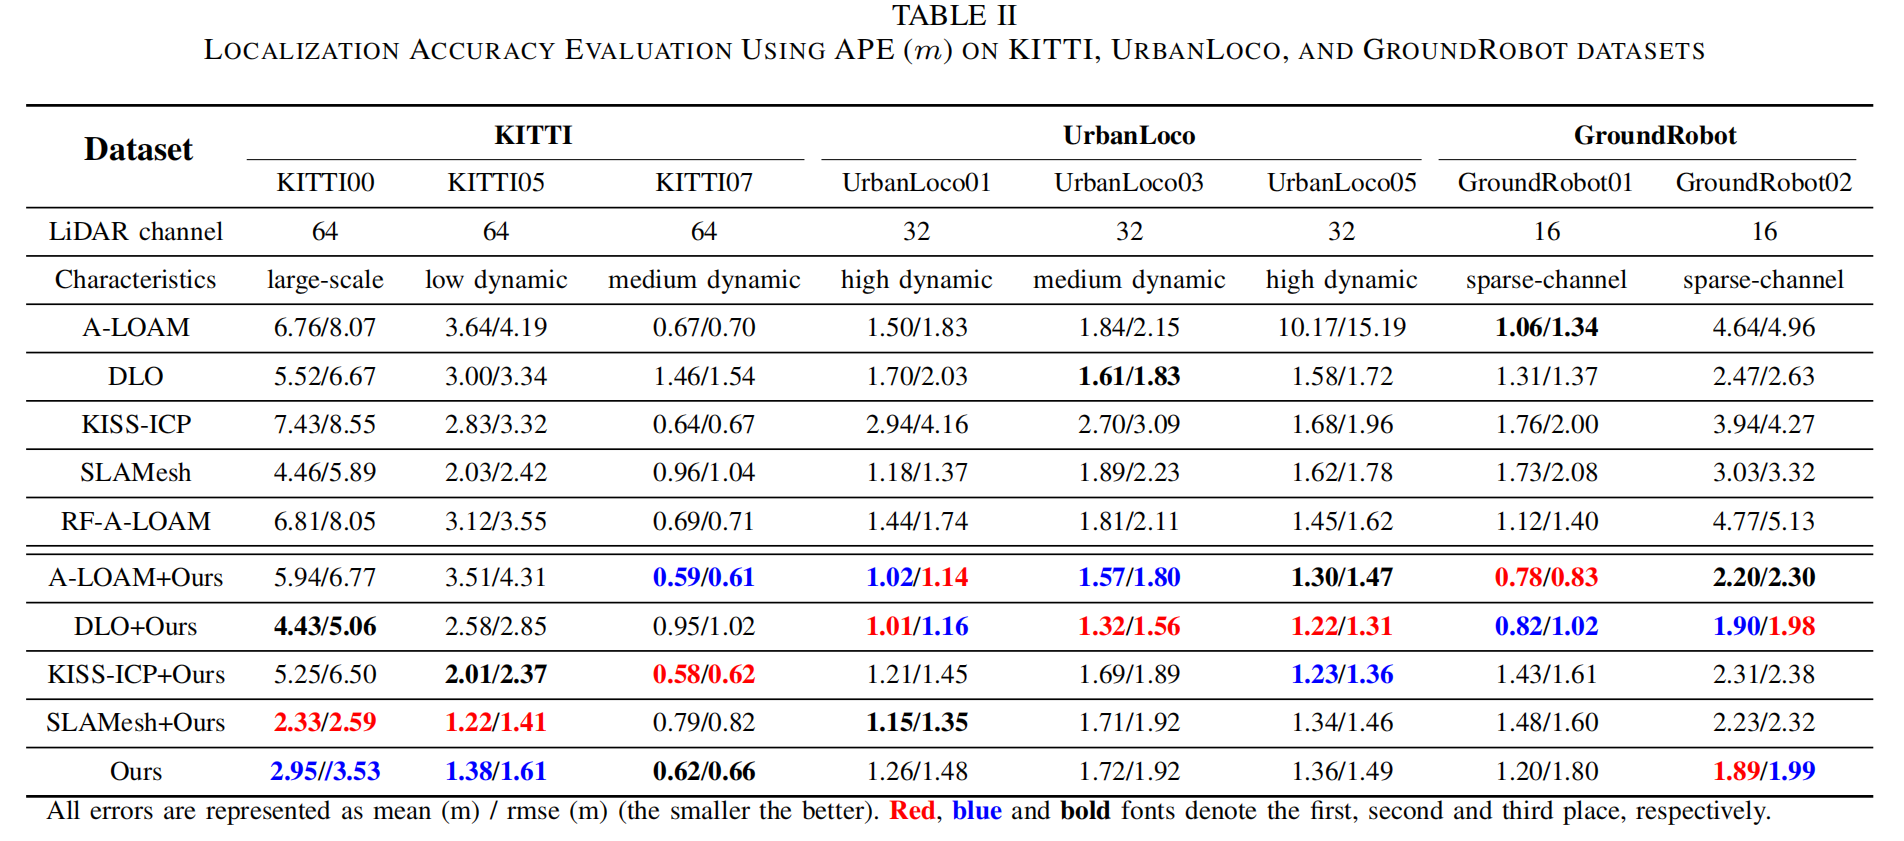 TABLE II
LOCALIZATION ACCURACY EVALUATION USING APE (m) ON KITTI, URBANLOCO, AND GROUNDROBOT DATASETS
Dataset KITTI UrbanLoco GroundRobot
KITTI00 KITTI05 KITTI07 UrbanLoco01 UrbanLoco03 UrbanLoco05 GroundRobot01 GroundRobot02
LiDAR channel 64 64 64 32 32 32 16 16
Characteristics large-scale low dynamic medium dynamic high dynamic medium dynamic high dynamic sparse-channel sparse-channel
A-LOAM 6.76/8.07 3.64/4.19 0.67/0.70 1.50/1.83 1.84/2.15 10.17/15.19 1.06/1.34 4.64/4.96
DLO 5.52/6.67 3.00/3.34 1.46/1.54 1.70/2.03 1.61/1.83 1.58/1.72 1.31/1.37 2.47/2.63
KISS-ICP 7.43/8.55 2.83/3.32 0.64/0.67 2.94/4.16 2.70/3.09 1.68/1.96 1.76/2.00 3.94/4.27
SLAMesh 4.46/5.89 2.03/2.42 0.96/1.04 1.18/1.37 1.89/2.23 1.62/1.78 1.73/2.08 3.03/3.32
RF-A-LOAM 6.81/8.05 3.12/3.55 0.69/0.71 1.44/1.74 1.81/2.11 1.45/1.62 1.12/1.40 4.77/5.13
A-LOAM+Ours 5.94/6.77 3.51/4.31 0.59/0.61 1.02/1.14 1.57/1.80 1.30/1.47 0.78/0.83 2.20/2.30
DLO+Ours 4.43/5.06 2.58/2.85 0.95/1.02 1.01/1.16 1.32/1.56 1.22/1.31 0.82/1.02 1.90/1.98
KISS-ICP+Ours 5.25/6.50 2.01/2.37 0.58/0.62 1.21/1.45 1.69/1.89 1.23/1.36 1.43/1.61 2.31/2.38
SLAMesh+Ours 2.33/2.59 1.22/1.41 0.79/0.82 1.15/1.35 1.71/1.92 1.34/1.46 1.48/1.60 2.23/2.32
Ours 2.95//3.53 1.38/1.61 0.62/0.66 1.26/1.48 1.72/1.92 1.36/1.49 1.20/1.80 1.89/1.99
All errors are represented as mean (m) / rmse (m) (the smaller the better). Red, blue and bold fonts denote the first, second and third place, respectively.